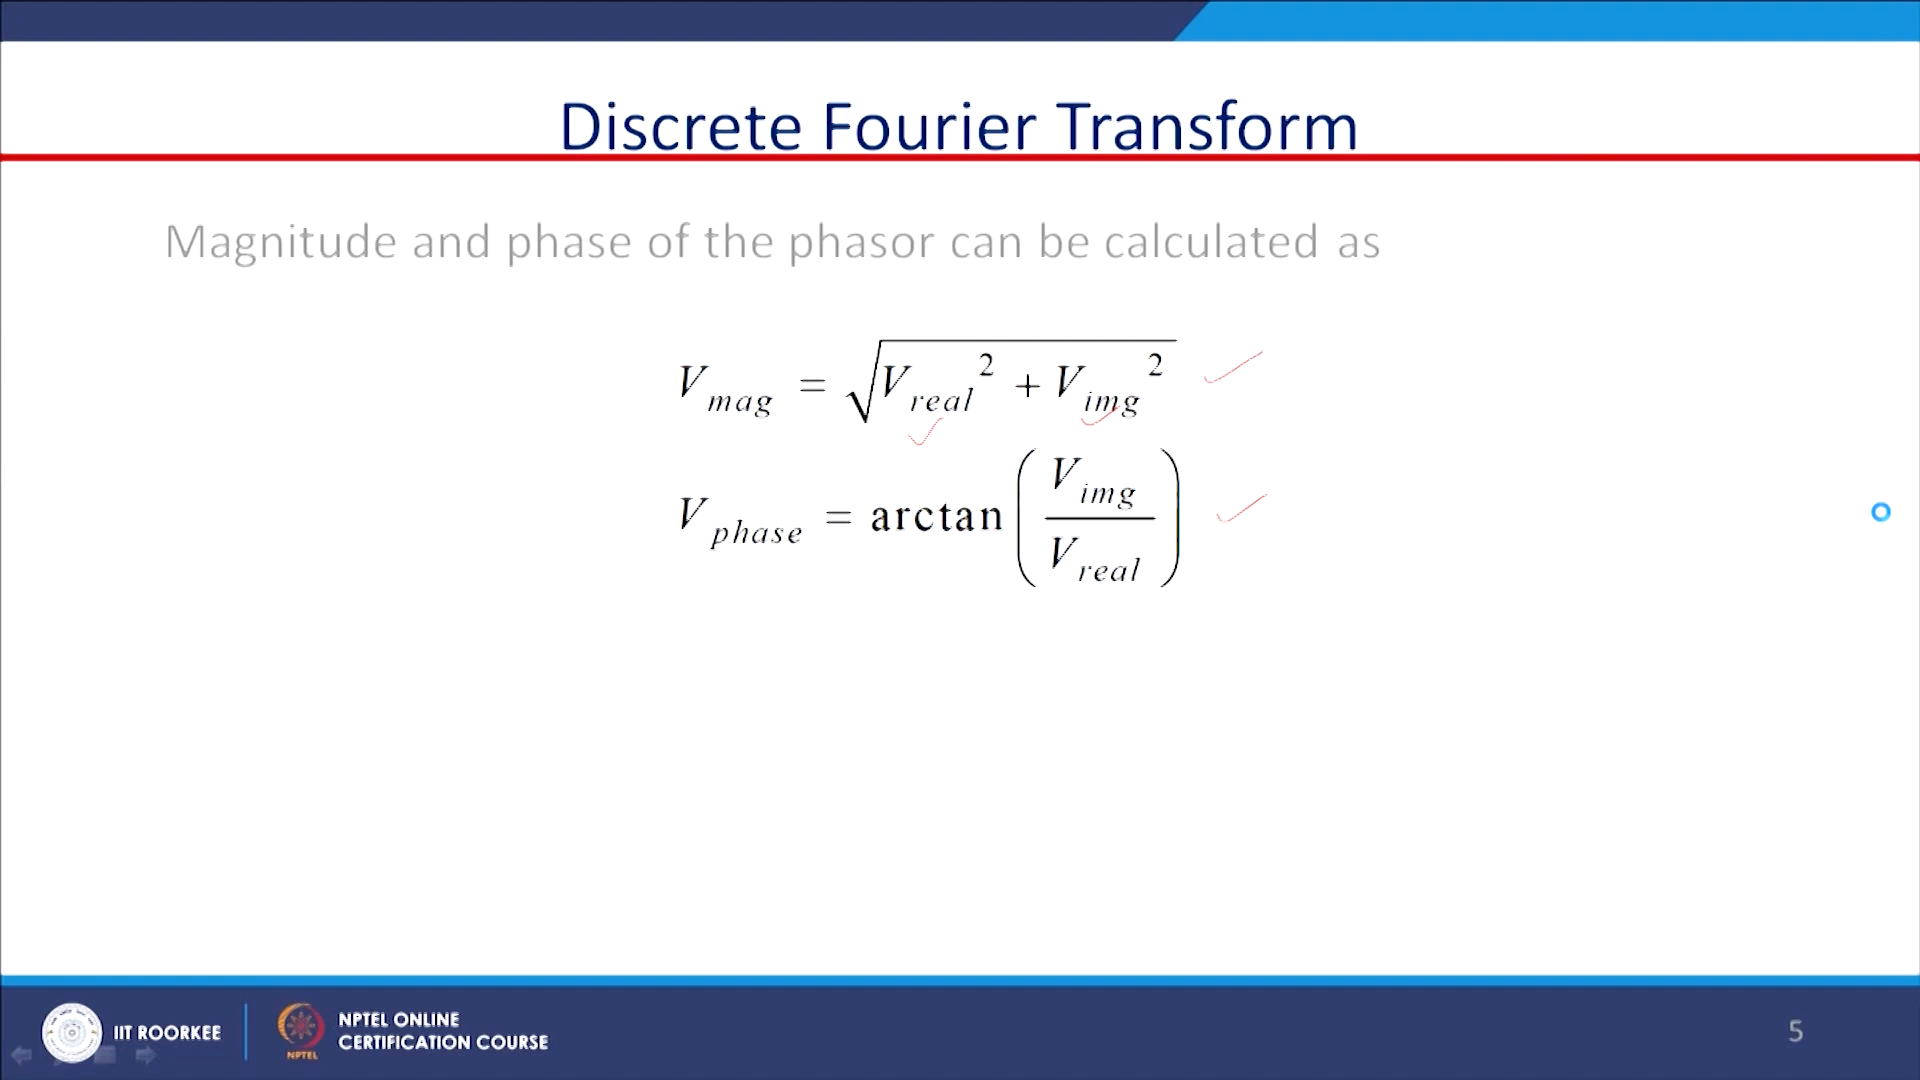 Discrete Fourier Transform
Magnitude and phase of the phasor can be calculated as
V_mag = √(V_real² + V_img²)
V_phase = arctan(V_img / V_real)
IIT ROORKEE
NPTEL
NPTEL ONLINE
CERTIFICATION COURSE
5